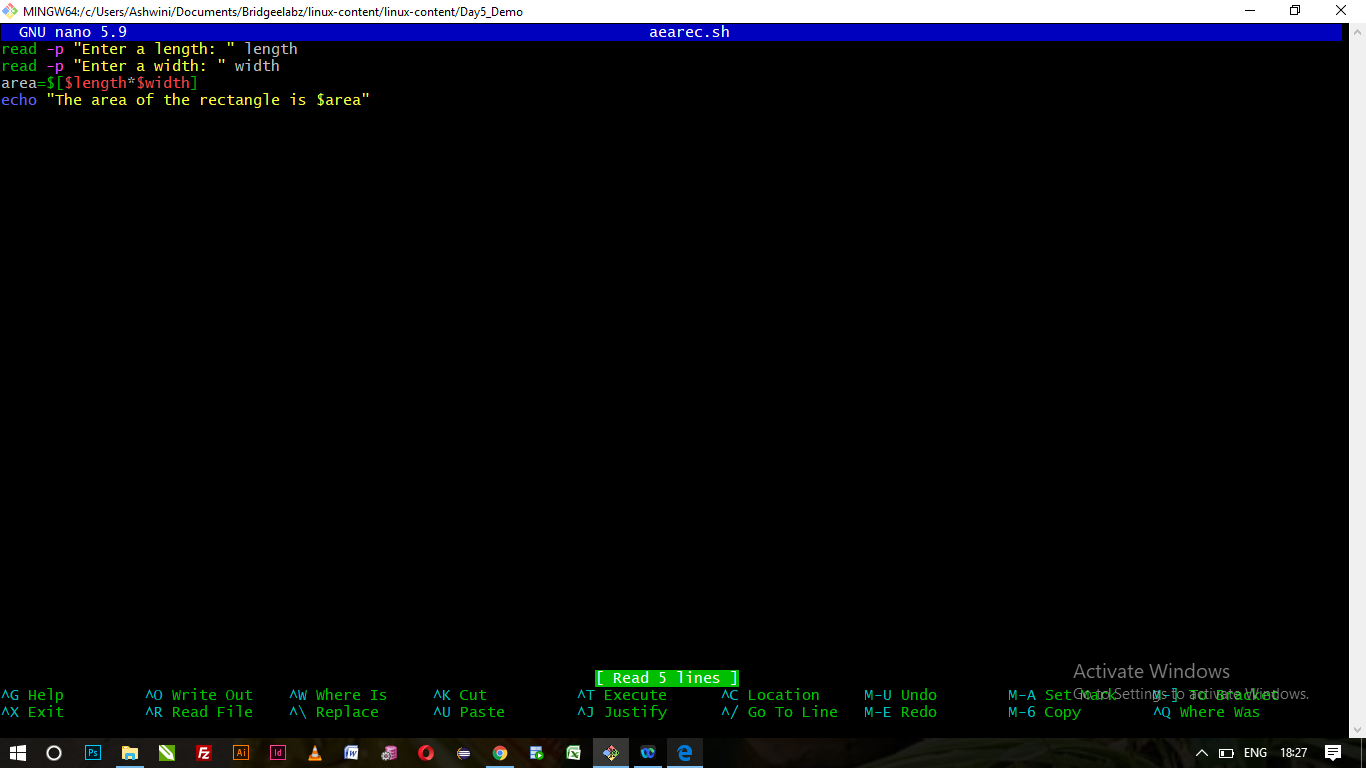 MINGW64:/c/Users/Ashwini/Documents/Bridgeelabz/linux-content/linux-content/Day5_Demo
GNU nano 5.9 aearec.sh
read -p "Enter a length: " length
read -p "Enter a width: " width
area=$[$length*$width]
echo "The area of the rectangle is $area"
[ Read 5 lines ]
Activate Windows
Go to Settings to activate Windows.
^G Help ^O Write Out ^W Where Is ^K Cut ^T Execute ^C Location M-U Undo M-A Set Mark M-] To Bracket
^X Exit ^R Read File ^\ Replace ^U Paste ^J Justify ^/ Go To Line M-E Redo M-6 Copy ^Q Where Was
Ps Fz Ai Id W X ENG 18:27